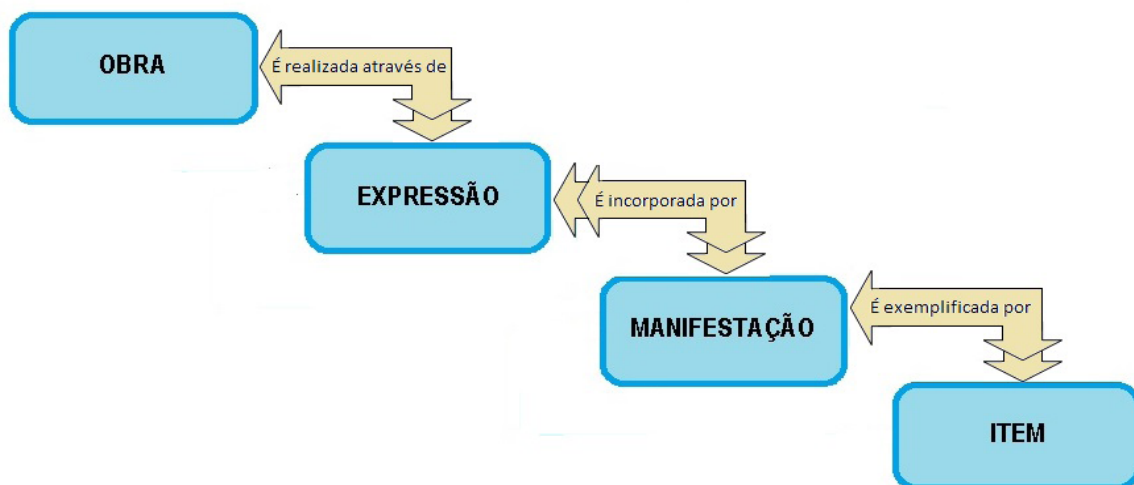 OBRA
É realizada através de
EXPRESSÃO
É incorporada por
MANIFESTAÇÃO
É exemplificada por
ITEM